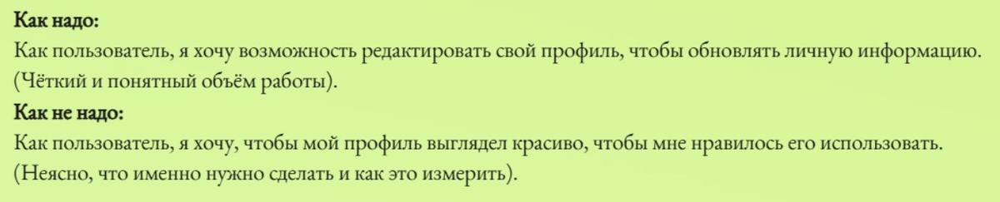 Как надо:
Как пользователь, я хочу возможность редактировать свой профиль, чтобы обновлять личную информацию.
(Чёткий и понятный объём работы).
Как не надо:
Как пользователь, я хочу, чтобы мой профиль выглядел красиво, чтобы мне нравилось его использовать.
(Неясно, что именно нужно сделать и как это измерить).